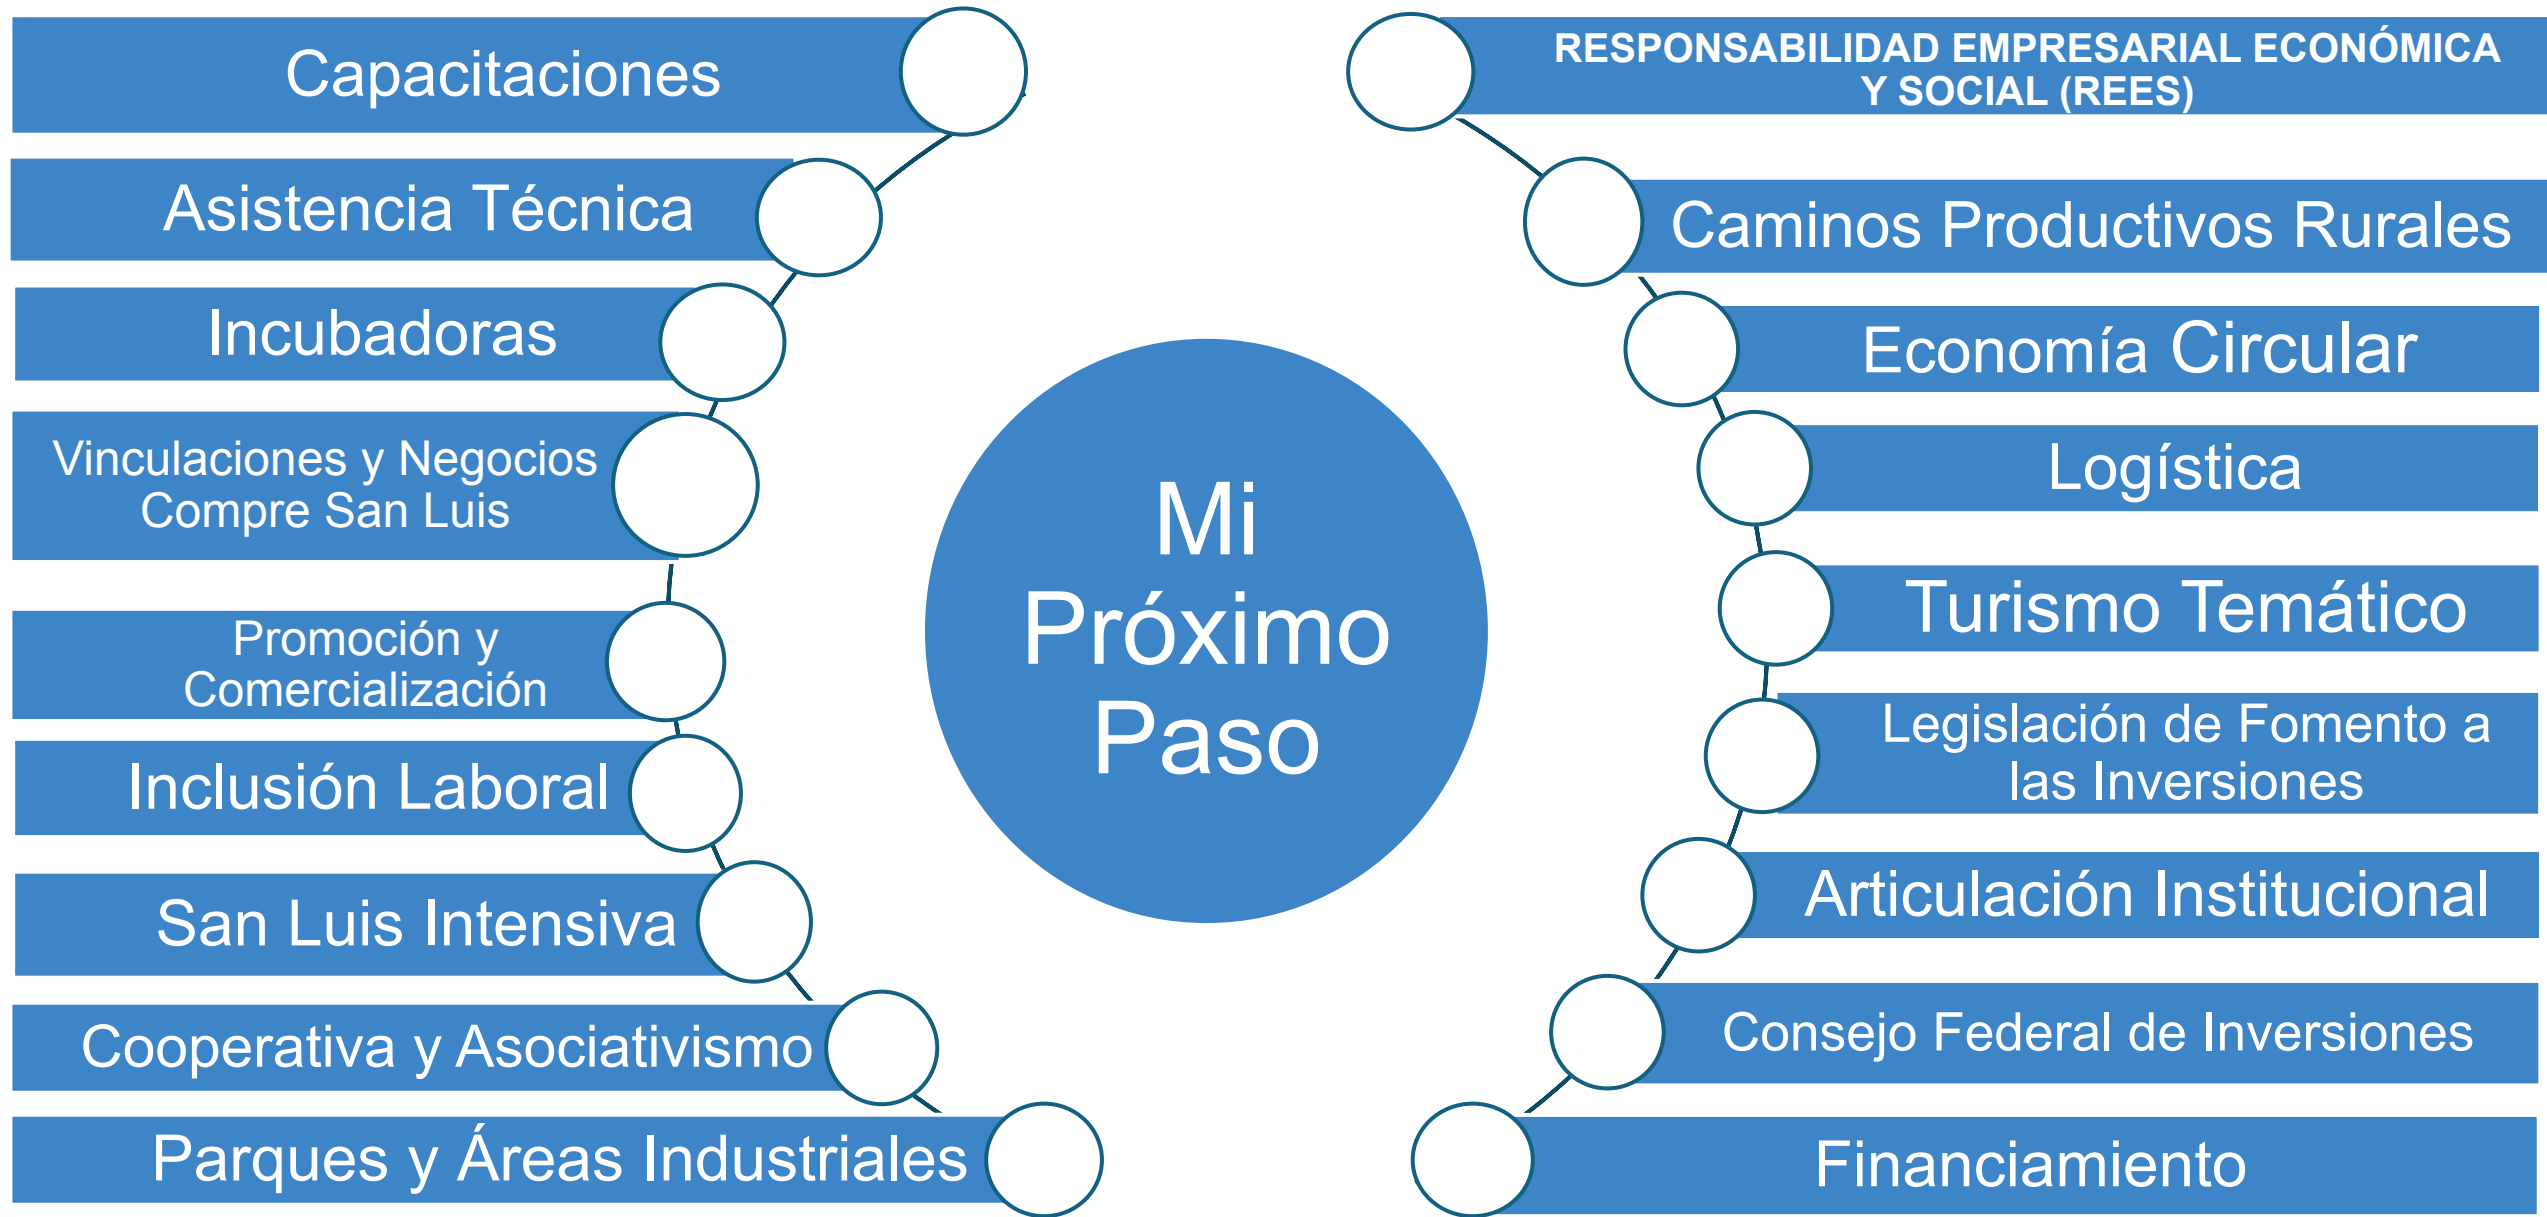 Capacitaciones
Asistencia Técnica
Incubadoras
Vinculaciones y Negocios
Compre San Luis
Promoción y
Comercialización
Inclusión Laboral
San Luis Intensiva
Cooperativa y Asociativismo
Parques y Áreas Industriales
Mi
Próximo
Paso
RESPONSABILIDAD EMPRESARIAL ECONÓMICA
Y SOCIAL (REES)
Caminos Productivos Rurales
Economía Circular
Logística
Turismo Temático
Legislación de Fomento a
las Inversiones
Articulación Institucional
Consejo Federal de Inversiones
Financiamiento